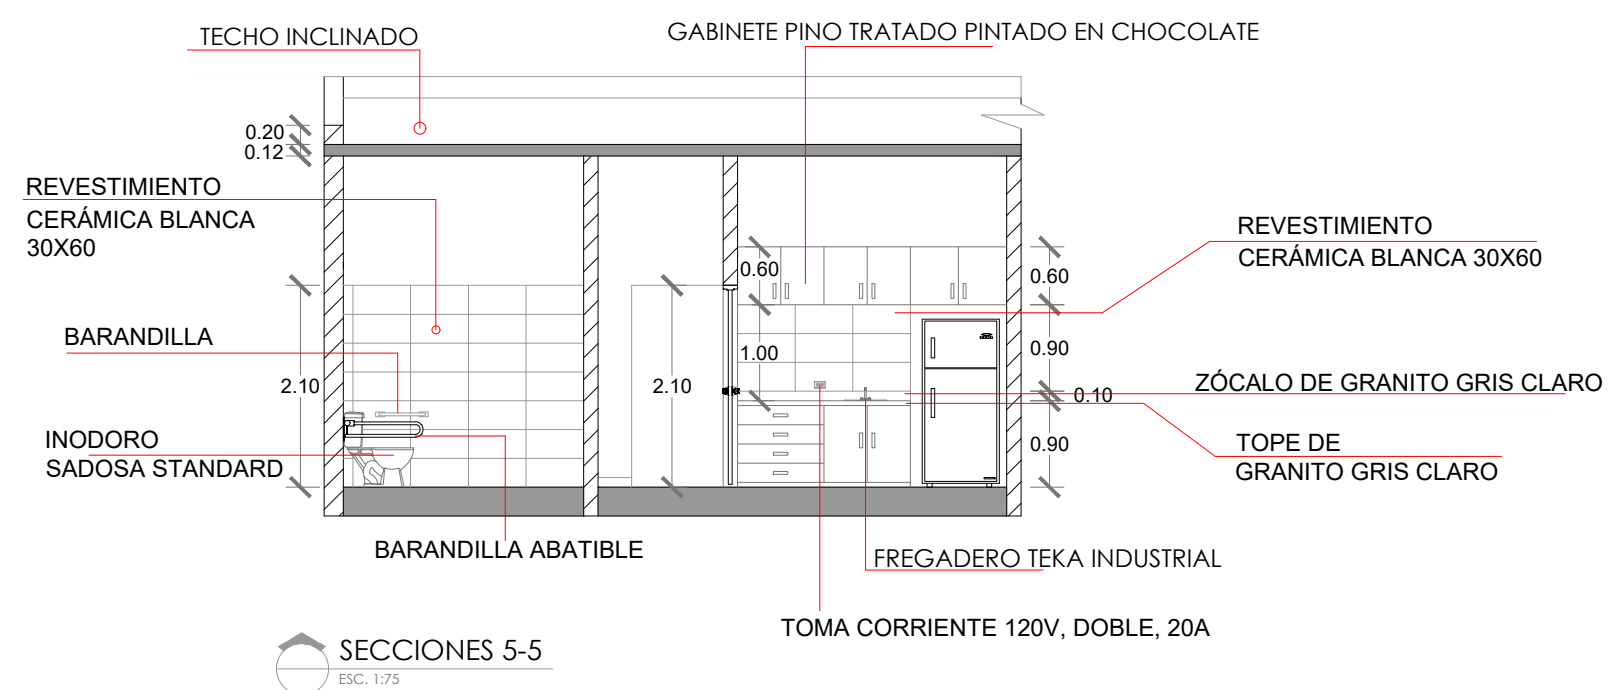 TECHO INCLINADO
GABINETE PINO TRATADO PINTADO EN CHOCOLATE
0.20
0.12
REVESTIMIENTO
CERÁMICA BLANCA
30X60
REVESTIMIENTO
CERÁMICA BLANCA 30X60
0.60
0.60
BARANDILLA
1.00
0.90
2.10
2.10
ZÓCALO DE GRANITO GRIS CLARO
0.10
INODORO
SADOSA STANDARD
0.90
TOPE DE
GRANITO GRIS CLARO
BARANDILLA ABATIBLE
FREGADERO TEKA INDUSTRIAL
TOMA CORRIENTE 120V, DOBLE, 20A
SECCIONES 5-5
ESC. 1:75